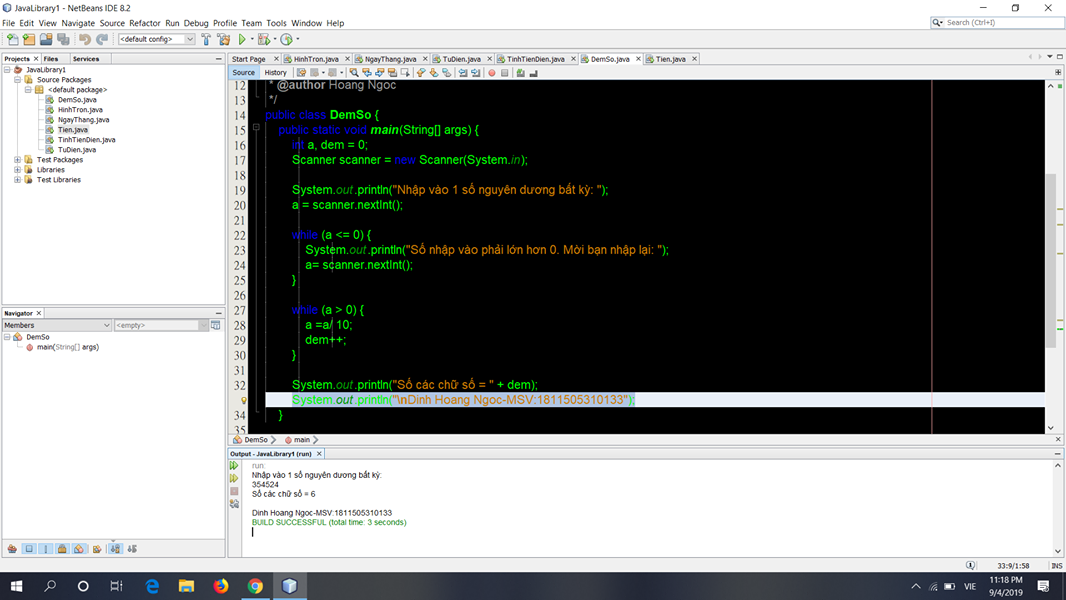 JavaLibrary1 - NetBeans IDE 8.2
File Edit View Navigate Source Refactor Run Debug Profile Team Tools Window Help
Search (Ctrl+I)
<default config>
Projects
Files
Services
JavaLibrary1
Source Packages
<default package>
DemSo.java
HinhTron.java
NgayThang.java
Tien.java
TinhTienDien.java
TuDien.java
Test Packages
Libraries
Test Libraries
Navigator
Members
<empty>
DemSo
main(String[] args)
Start Page
HinhTron.java
NgayThang.java
TuDien.java
TinhTienDien.java
DemSo.java
Tien.java
Source
History
12 * @author Hoang Ngoc
13 */
14 public class DemSo {
15 public static void main(String[] args) {
16 int a, dem = 0;
17 Scanner scanner = new Scanner(System.in);
18
19 System.out.println("Nhập vào 1 số nguyên dương bất kỳ: ");
20 a = scanner.nextInt();
21
22 while (a <= 0) {
23 System.out.println("Số nhập vào phải lớn hơn 0. Mời bạn nhập lại: ");
24 a= scanner.nextInt();
25 }
26
27 while (a > 0) {
28 a =a/ 10;
29 dem++;
30 }
31
32 System.out.println("Số các chữ số = " + dem);
System.out.println("\nDinh Hoang Ngoc-MSV:1811505310133");
34 }
35
DemSo
main
Output - JavaLibrary1 (run)
run:
Nhập vào 1 số nguyên dương bất kỳ:
354524
Số các chữ số = 6
Dinh Hoang Ngoc-MSV:1811505310133
BUILD SUCCESSFUL (total time: 3 seconds)
33:9/1:58
INS
VIE
11:18 PM
9/4/2019